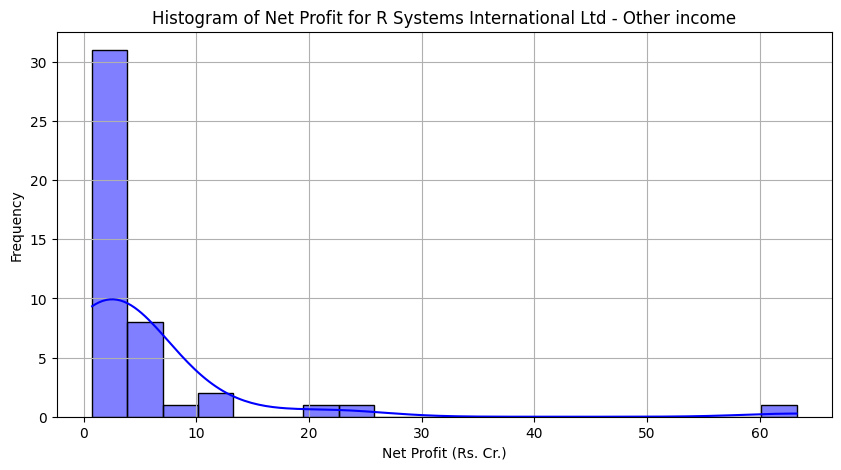 Histogram of Net Profit for R Systems International Ltd - Other income
30
25
20
15
10
5
0
Frequency
0 10 20 30 40 50 60
Net Profit (Rs. Cr.)